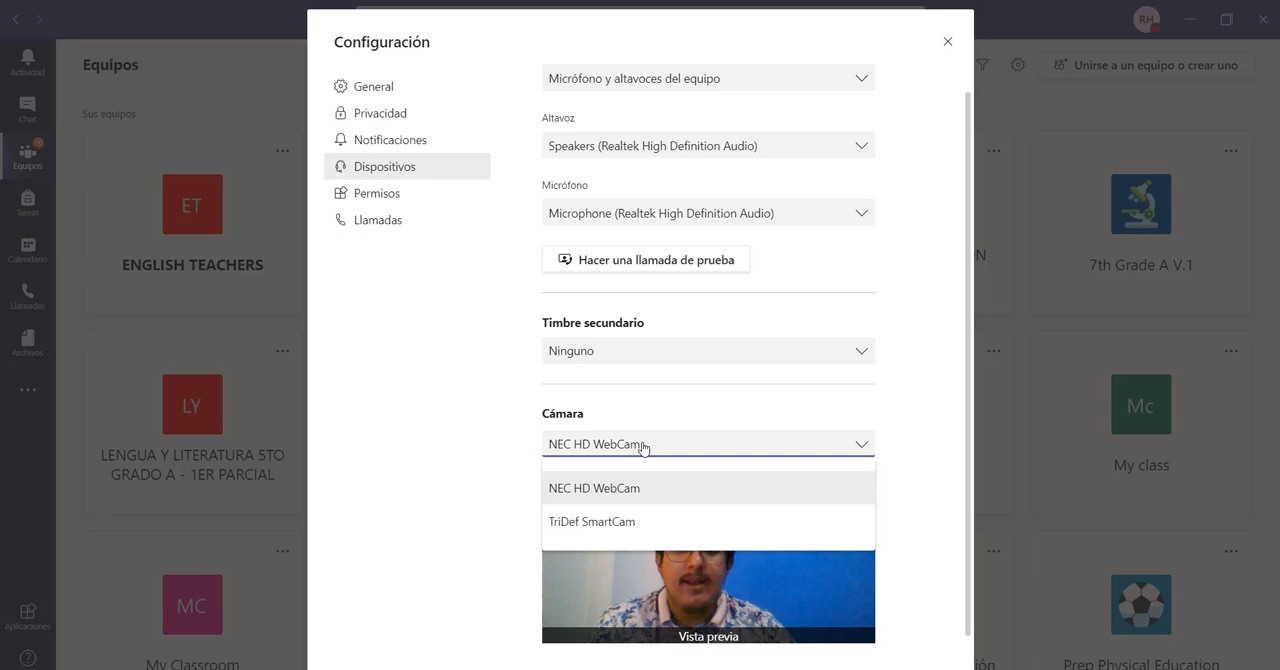 RH
Configuración
Actividad
Chat
Equipos
Tareas
Calendario
Llamadas
Archivos
Aplicaciones
Equipos
Unirse a un equipo o crear uno
Sus equipos
ET
ENGLISH TEACHERS
LY
LENGUA Y LITERATURA 5TO
GRADO A - 1ER PARCIAL
MC
My Classroom
General
Privacidad
Notificaciones
Dispositivos
Permisos
Llamadas
Micrófono y altavoces del equipo
Altavoz
Speakers (Realtek High Definition Audio)
Micrófono
Microphone (Realtek High Definition Audio)
Hacer una llamada de prueba
Timbre secundario
Ninguno
Cámara
NEC HD WebCam
NEC HD WebCam
TriDef SmartCam
Vista previa
7th Grade A V.1
Mc
My class
Prep Physical Education